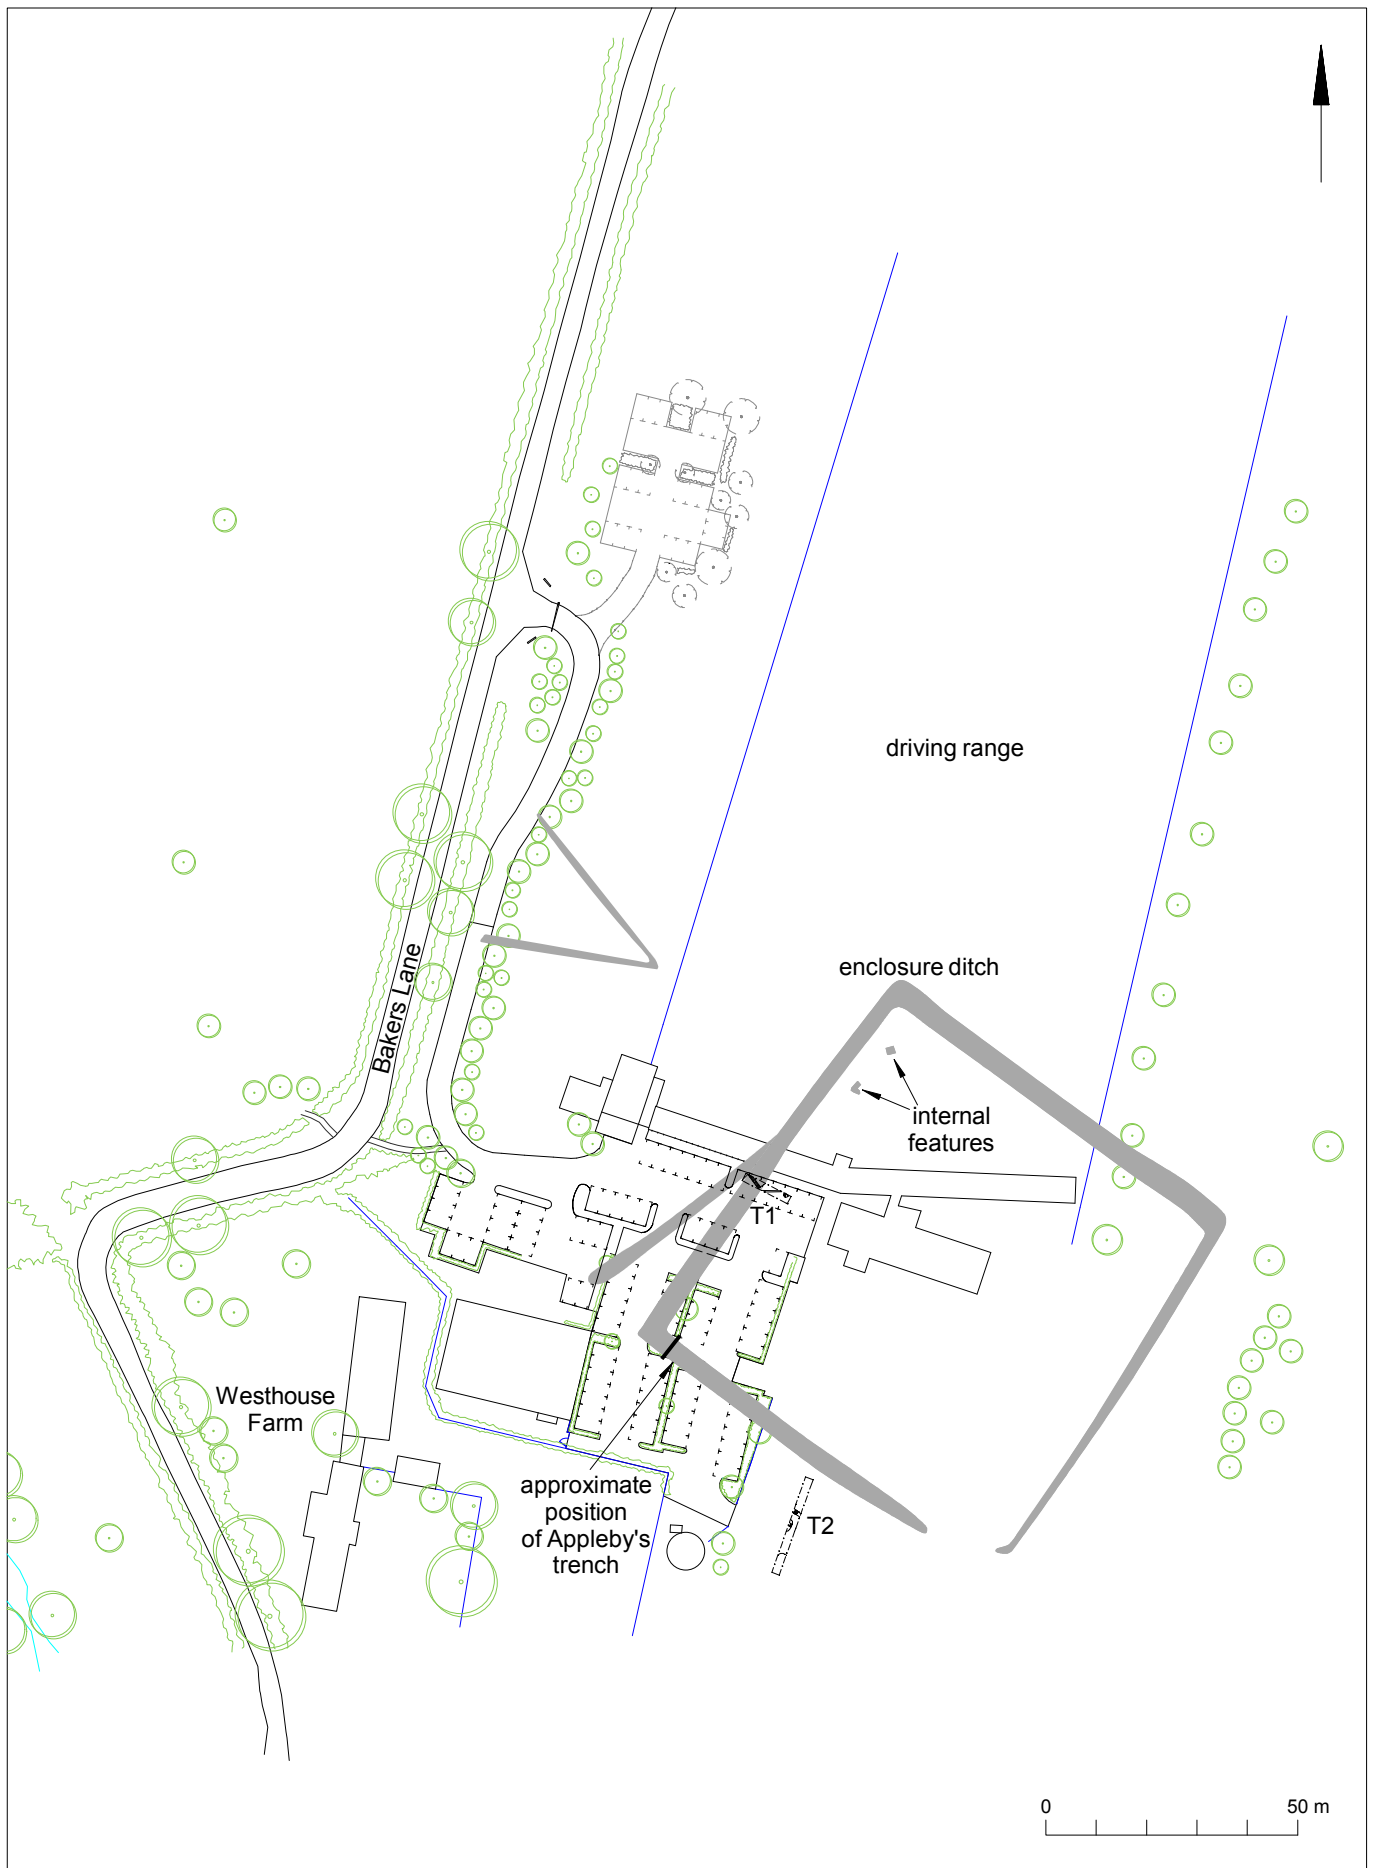 driving range
enclosure ditch
Bakers Lane
internal
features
T1
Westhouse
Farm
approximate
position
of Appleby's
trench
T2
0
50 m